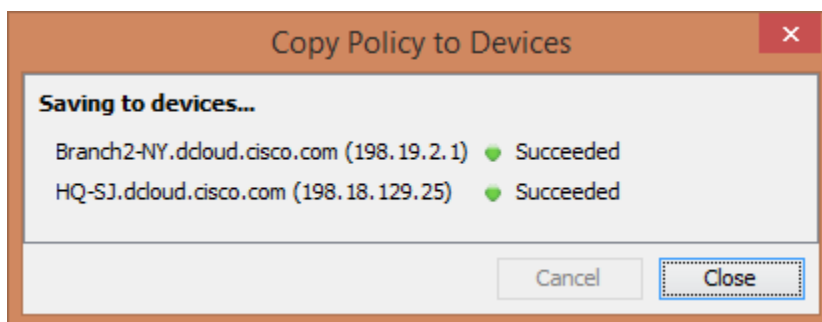 Copy Policy to Devices
Saving to devices...
Branch2-NY.dcloud.cisco.com (198.19.2.1) Succeeded
HQ-SJ.dcloud.cisco.com (198.18.129.25) Succeeded
Cancel Close